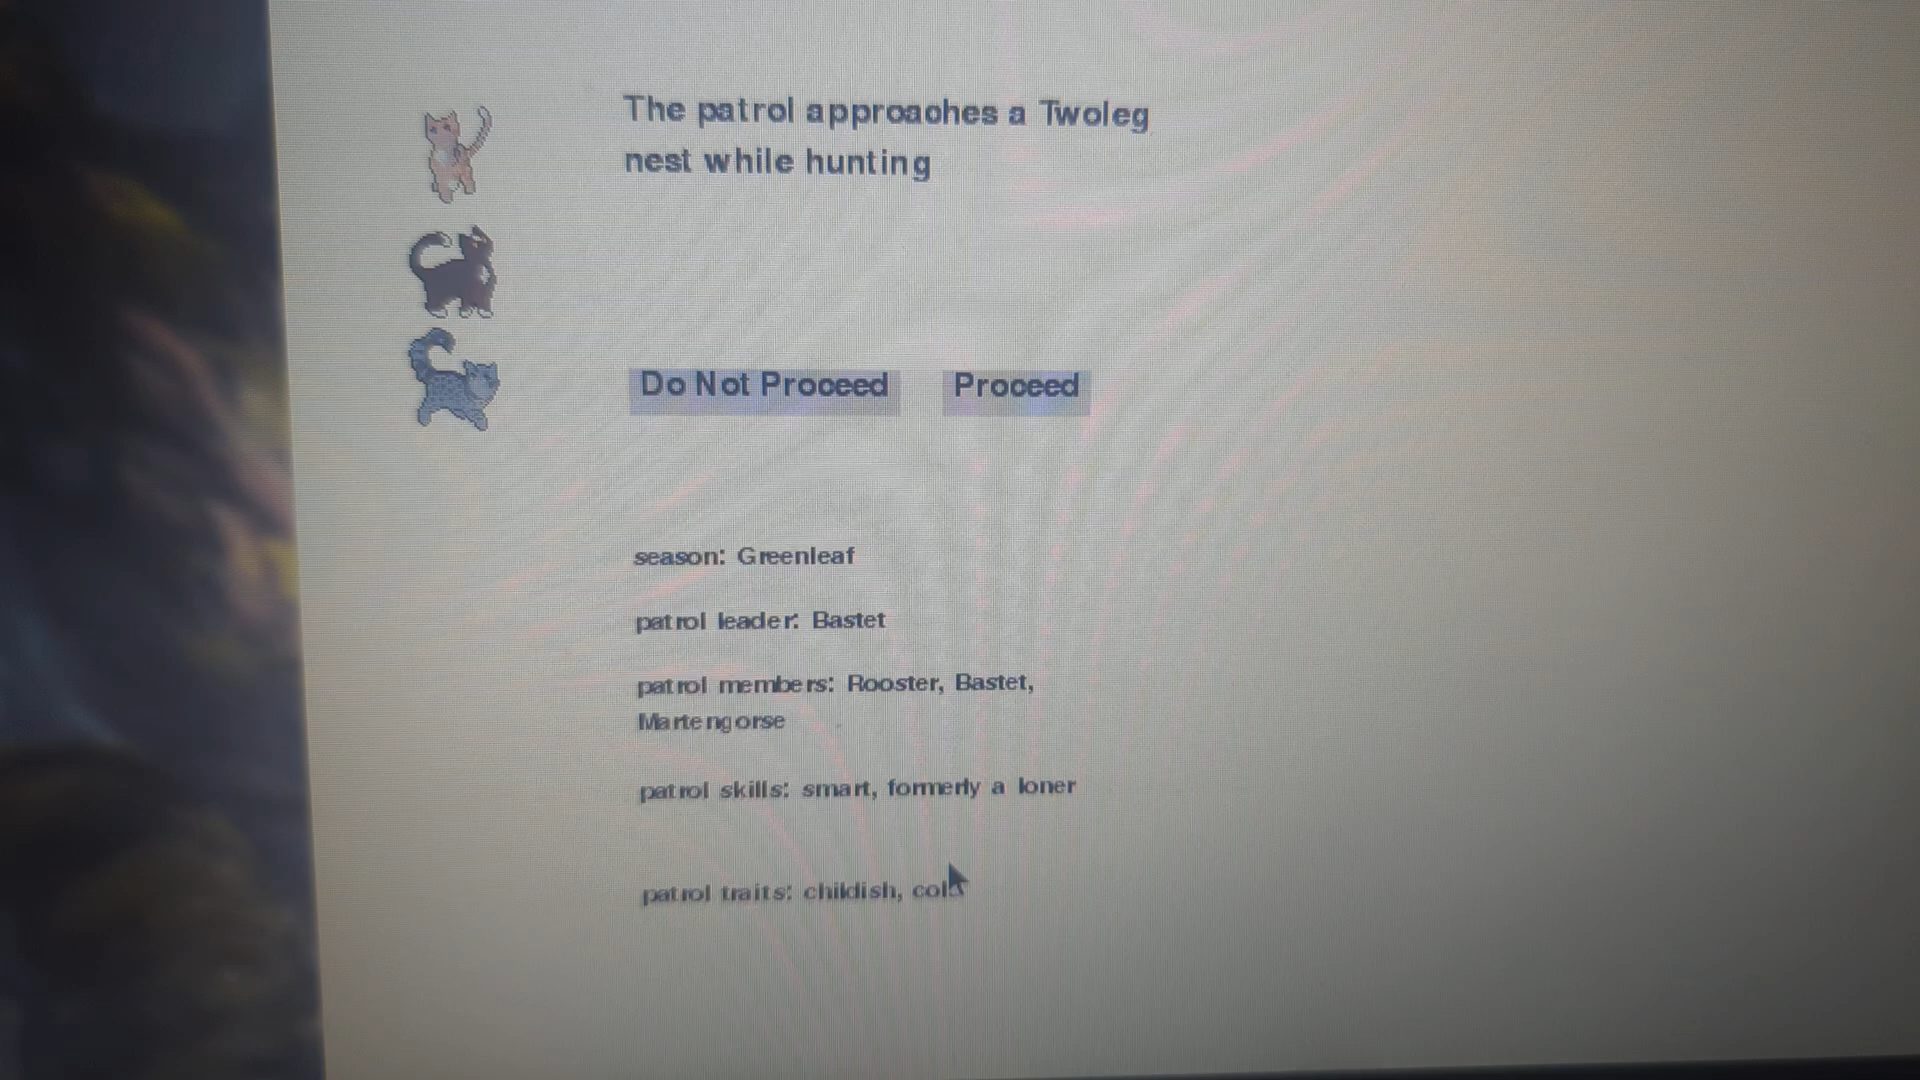 The patrol approaches a Twoleg
nest while hunting
Do Not Proceed
Proceed
season: Greenleaf
patrol leader: Bastet
patrol members: Rooster, Bastet,
Martengorse
patrol skills: smart, formerly a loner
patrol traits: childish,